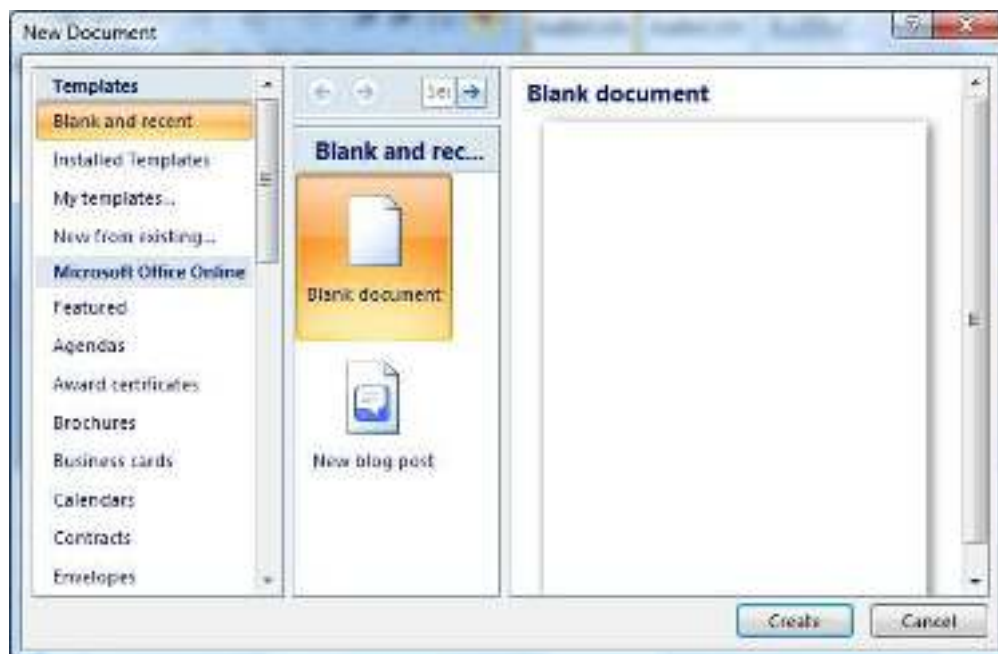 New Document
Templates
Blank and recent
Installed Templates
My templates...
New from existing...
Microsoft Office Online
Featured
Agendas
Award certificates
Brochures
Business cards
Calendars
Contracts
Envelopes
Blank and rec...
Blank document
New blog post
Blank document
Create
Cancel